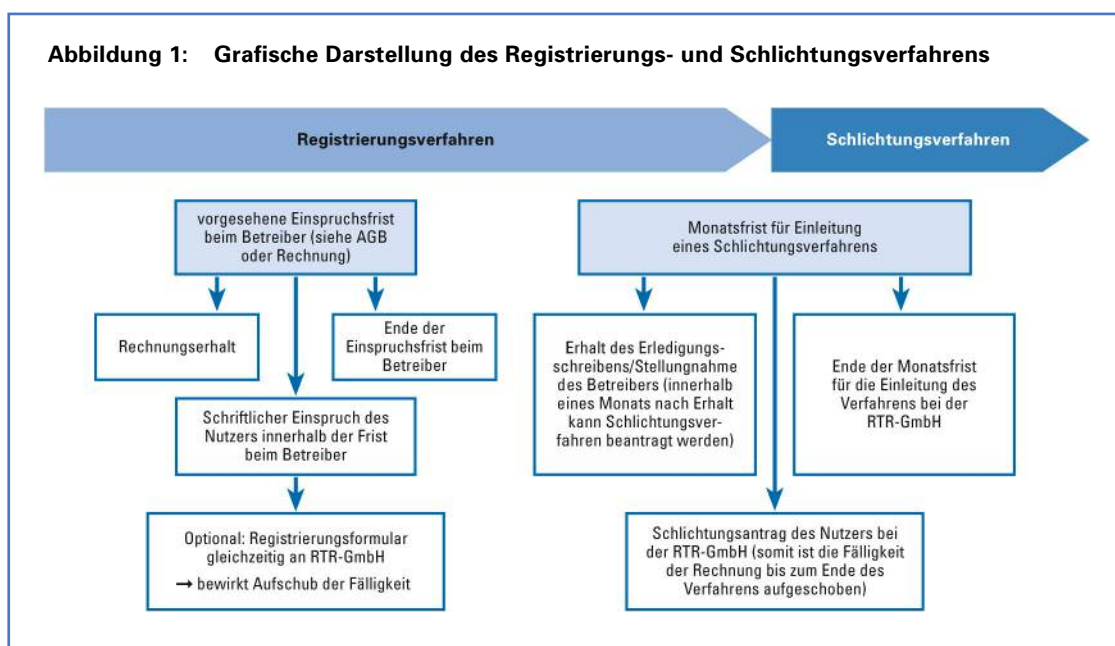 Abbildung 1: Grafische Darstellung des Registrierungs- und Schlichtungsverfahrens
Registrierungsverfahren
Schlichtungsverfahren
vorgesehene Einspruchsfrist
beim Betreiber (siehe AGB
oder Rechnung)
Rechnungserhalt
Ende der
Einspruchsfrist beim
Betreiber
Schriftlicher Einspruch des
Nutzers innerhalb der Frist
beim Betreiber
Optional: Registrierungsformular
gleichzeitig an RTR-GmbH
→ bewirkt Aufschub der Fälligkeit
Monatsfrist für Einleitung
eines Schlichtungsverfahrens
Erhalt des Erledigungs-
schreibens/Stellungnahme
des Betreibers (innerhalb
eines Monats nach Erhalt
kann Schlichtungsver-
fahren beantragt werden)
Ende der Monatsfrist
für die Einleitung des
Verfahrens bei der
RTR-GmbH
Schlichtungsantrag des Nutzers bei
der RTR-GmbH (somit ist die Fälligkeit
der Rechnung bis zum Ende des
Verfahrens aufgeschoben)